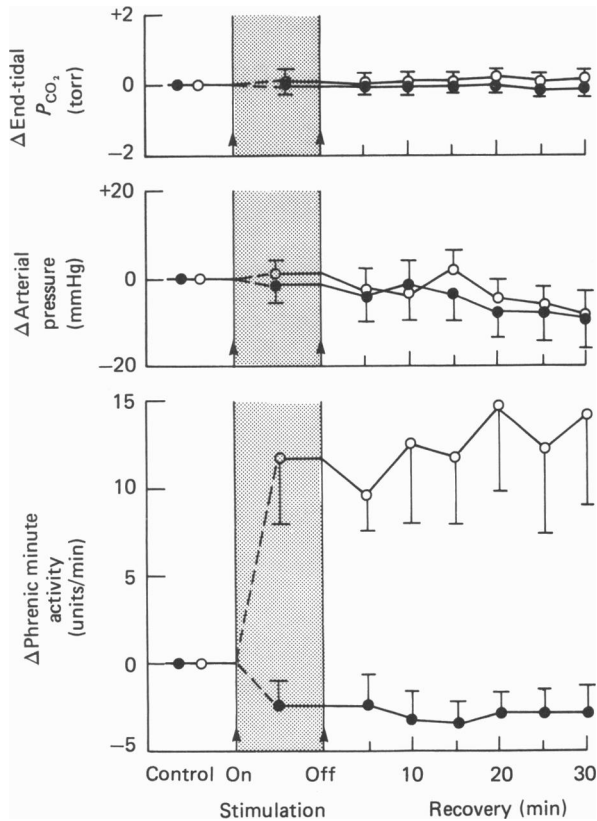 ΔEnd-tidal
P_CO₂
(torr)
+2
0
−2
ΔArterial
pressure
(mmHg)
+20
0
−20
ΔPhrenic minute
activity
(units/min)
15
10
5
0
−5
Control On Off 10 20 30
Stimulation Recovery (min)